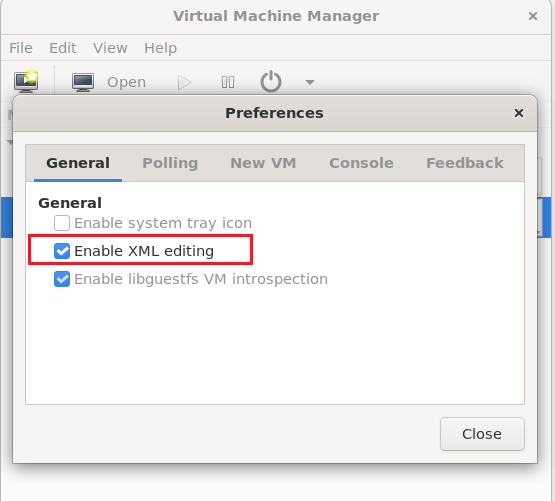 Virtual Machine Manager
File Edit View Help
Open
Preferences
General Polling New VM Console Feedback
General
Enable system tray icon
Enable XML editing
Enable libguestfs VM introspection
Close